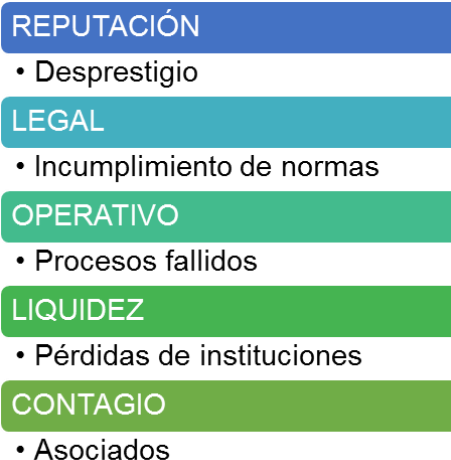 REPUTACIÓN
• Desprestigio
LEGAL
• Incumplimiento de normas
OPERATIVO
• Procesos fallidos
LIQUIDEZ
• Pérdidas de instituciones
CONTAGIO
• Asociados